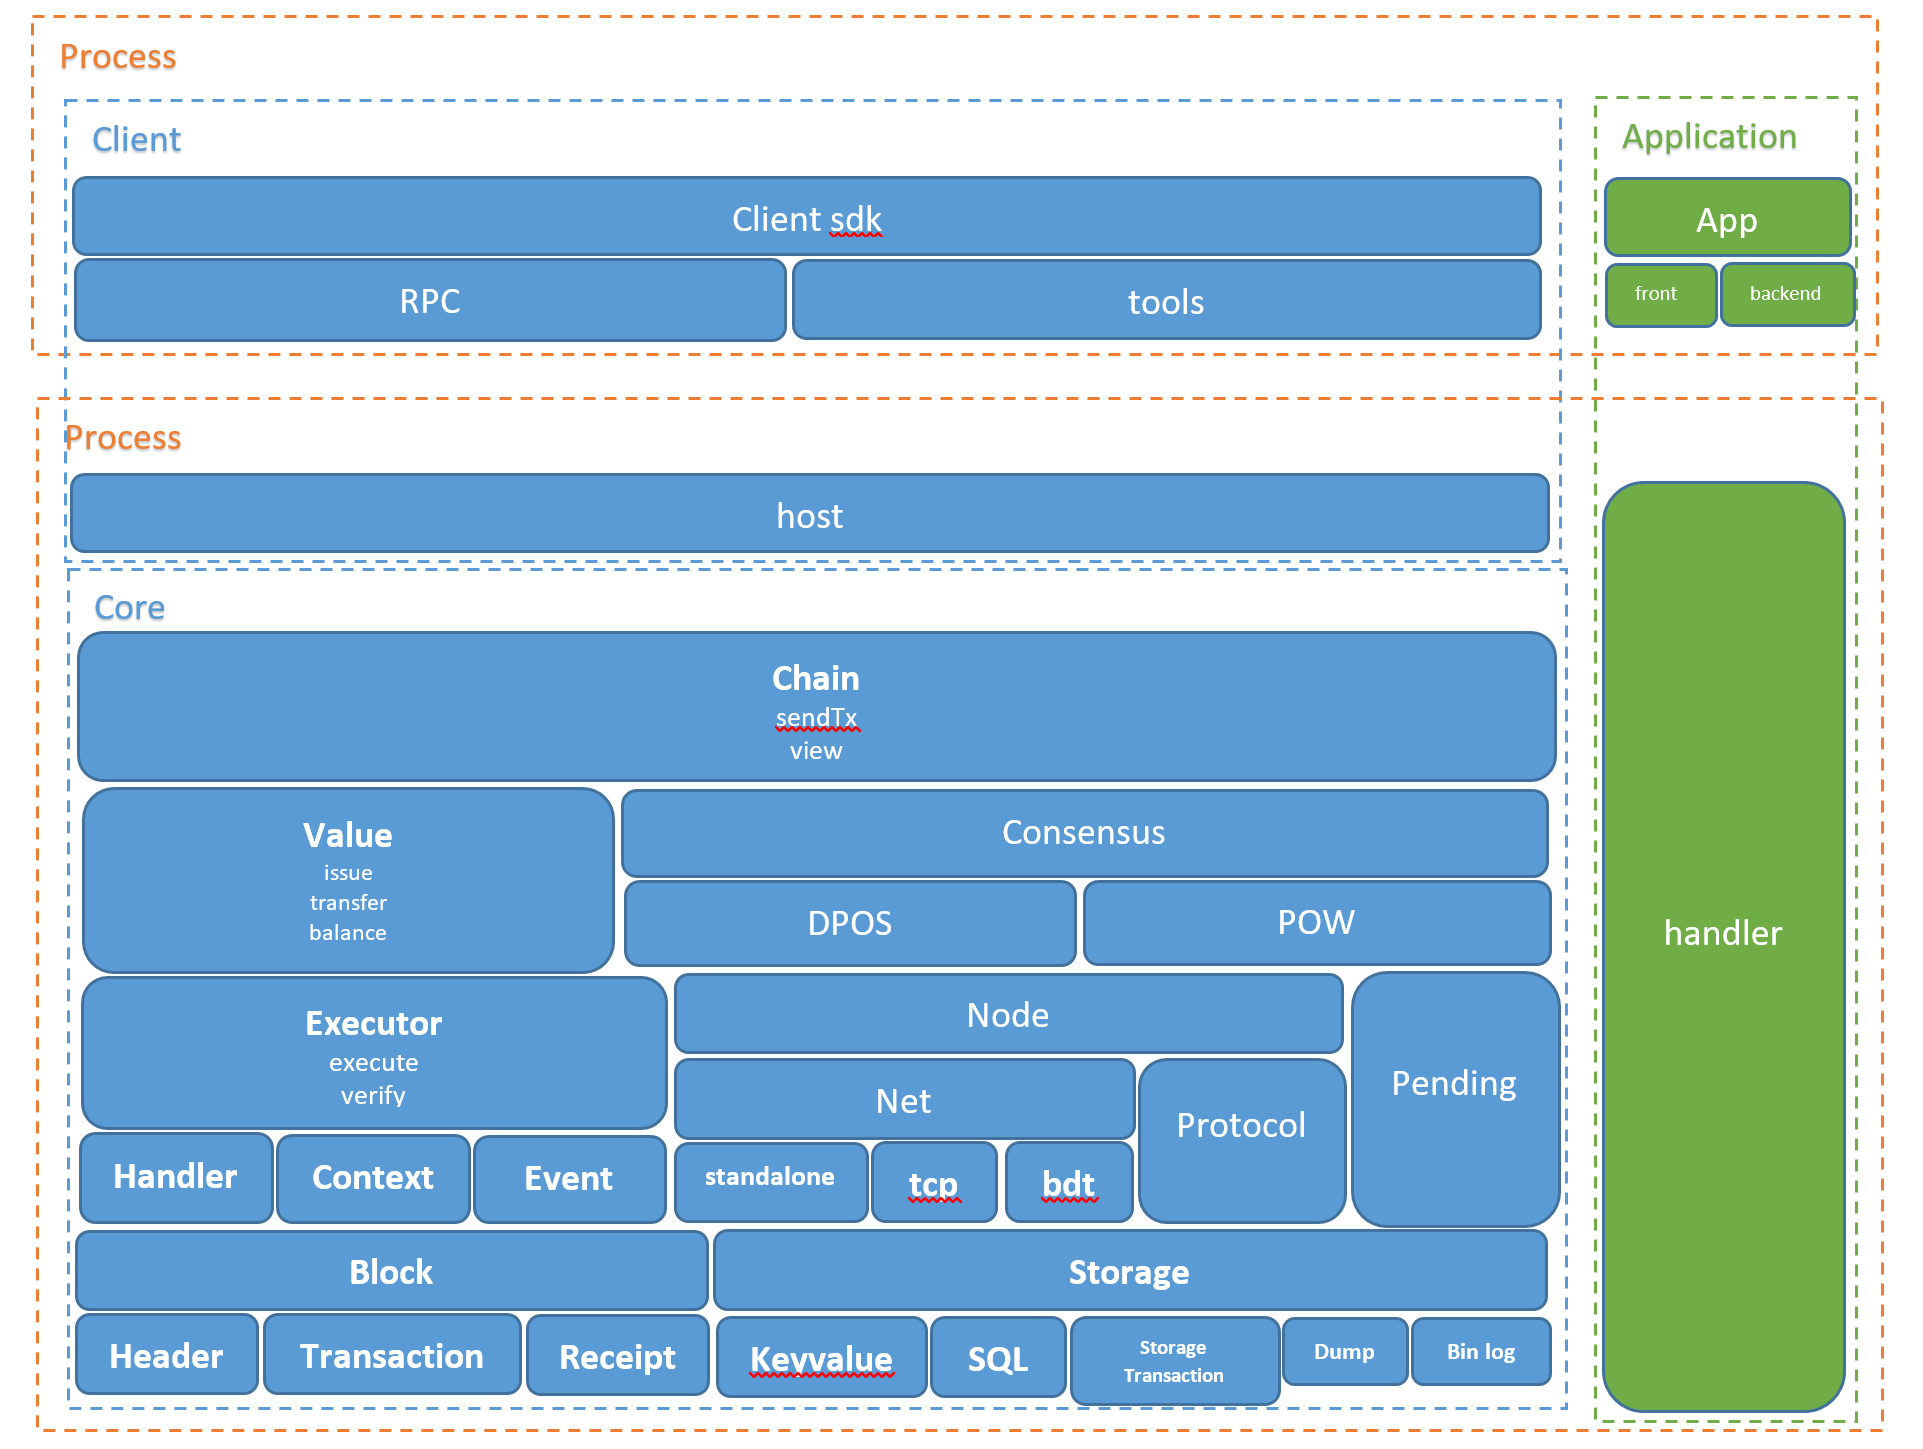 Process
Client
Application
Client sdk
App
RPC
tools
front
backend
Process
host
Core
Chain
sendTx
view
Value
issue
transfer
balance
Consensus
DPOS
POW
handler
Executor
execute
verify
Node
Pending
Net
Protocol
Handler
Context
Event
standalone
tcp
bdt
Block
Storage
Header
Transaction
Receipt
Keyvalue
SQL
Storage
Transaction
Dump
Bin log